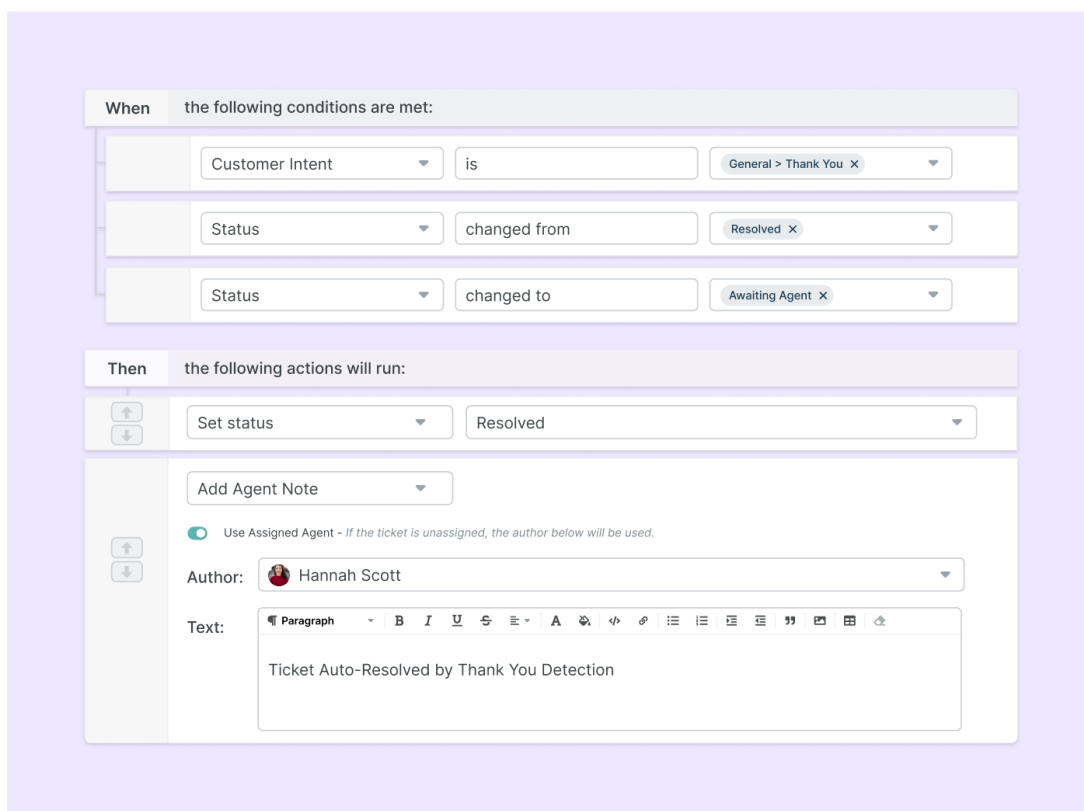 When the following conditions are met:
Customer Intent is General > Thank You ×
Status changed from Resolved ×
Status changed to Awaiting Agent ×
Then the following actions will run:
Set status Resolved
Add Agent Note
Use Assigned Agent - If the ticket is unassigned, the author below will be used.
Author: Hannah Scott
Text: ¶ Paragraph B I U S A
Ticket Auto-Resolved by Thank You Detection